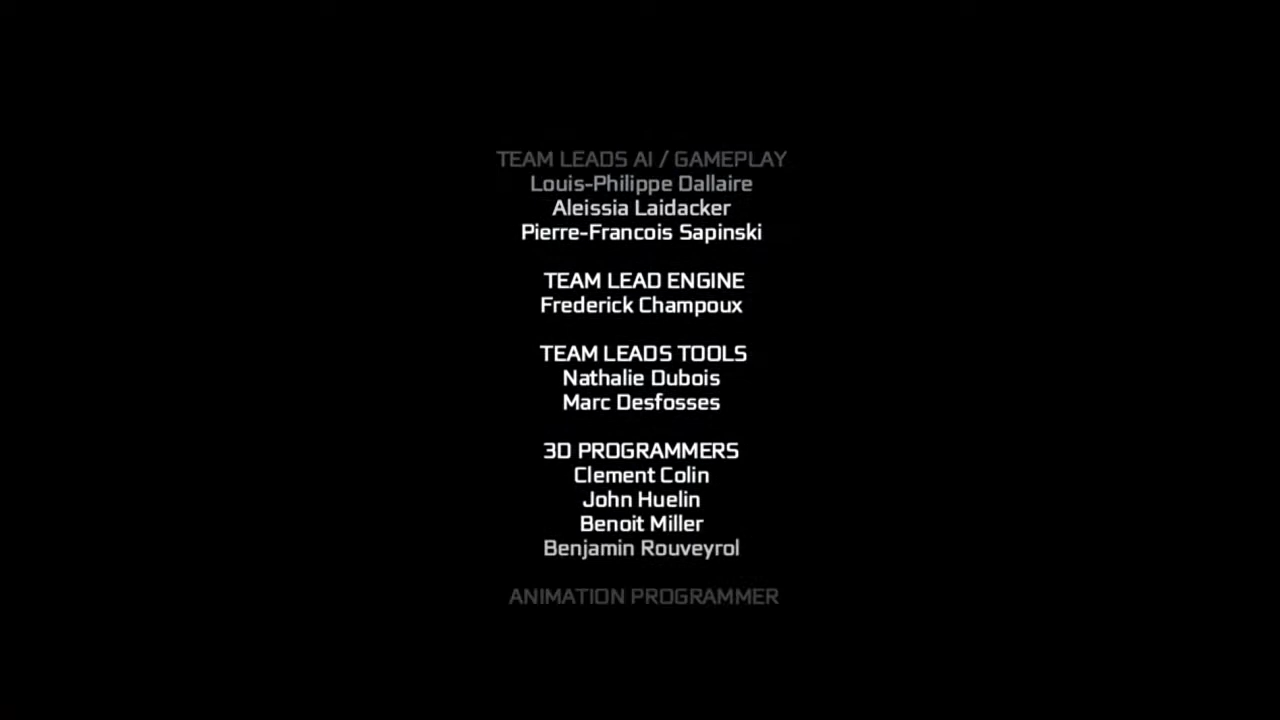 TEAM LEADS AI / GAMEPLAY
Louis-Philippe Dallaire
Aleissia Laidacker
Pierre-Francois Sapinski
TEAM LEAD ENGINE
Frederick Champoux
TEAM LEADS TOOLS
Nathalie Dubois
Marc Desfosses
3D PROGRAMMERS
Clement Colin
John Huelin
Benoit Miller
Benjamin Rouveyrol
ANIMATION PROGRAMMER